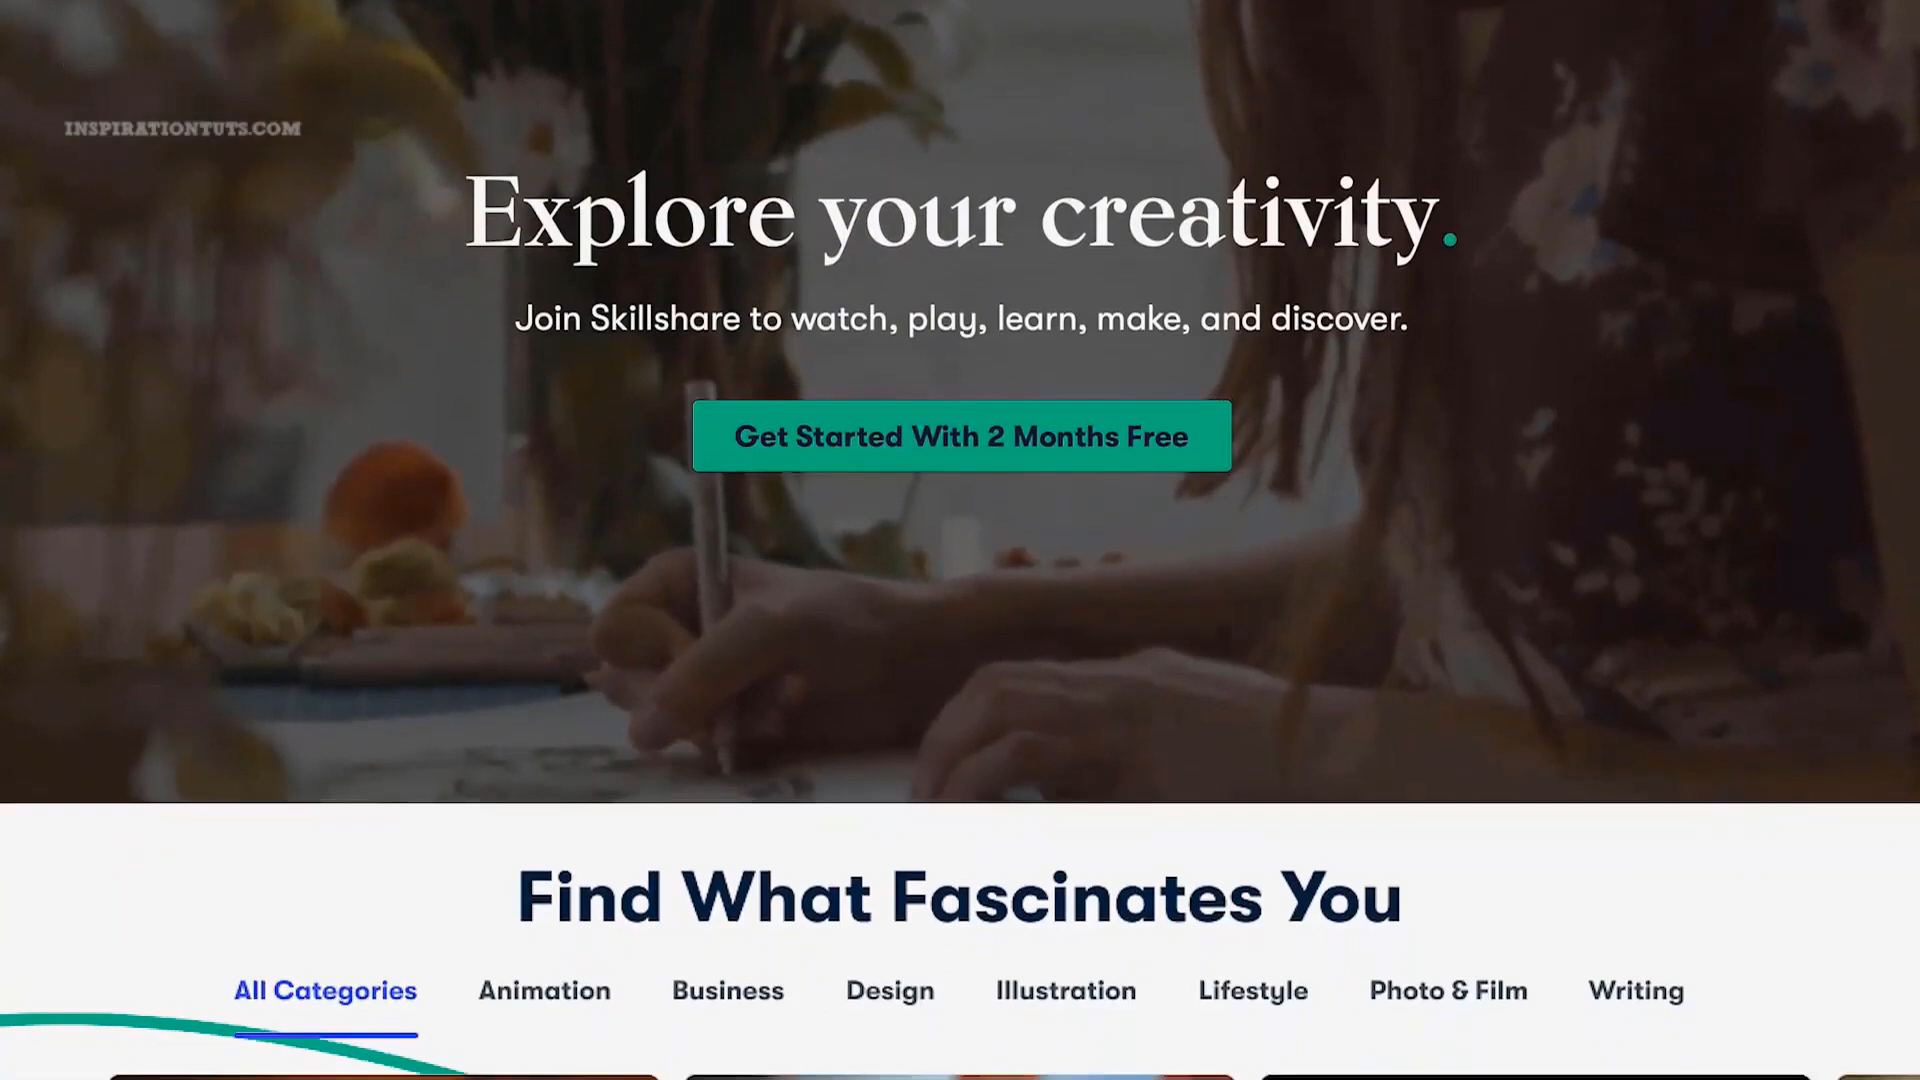 INSPIRATIONTUTS.COM
Explore your creativity.
Join Skillshare to watch, play, learn, make, and discover.
Get Started With 2 Months Free
Find What Fascinates You
All Categories Animation Business Design Illustration Lifestyle Photo & Film Writing